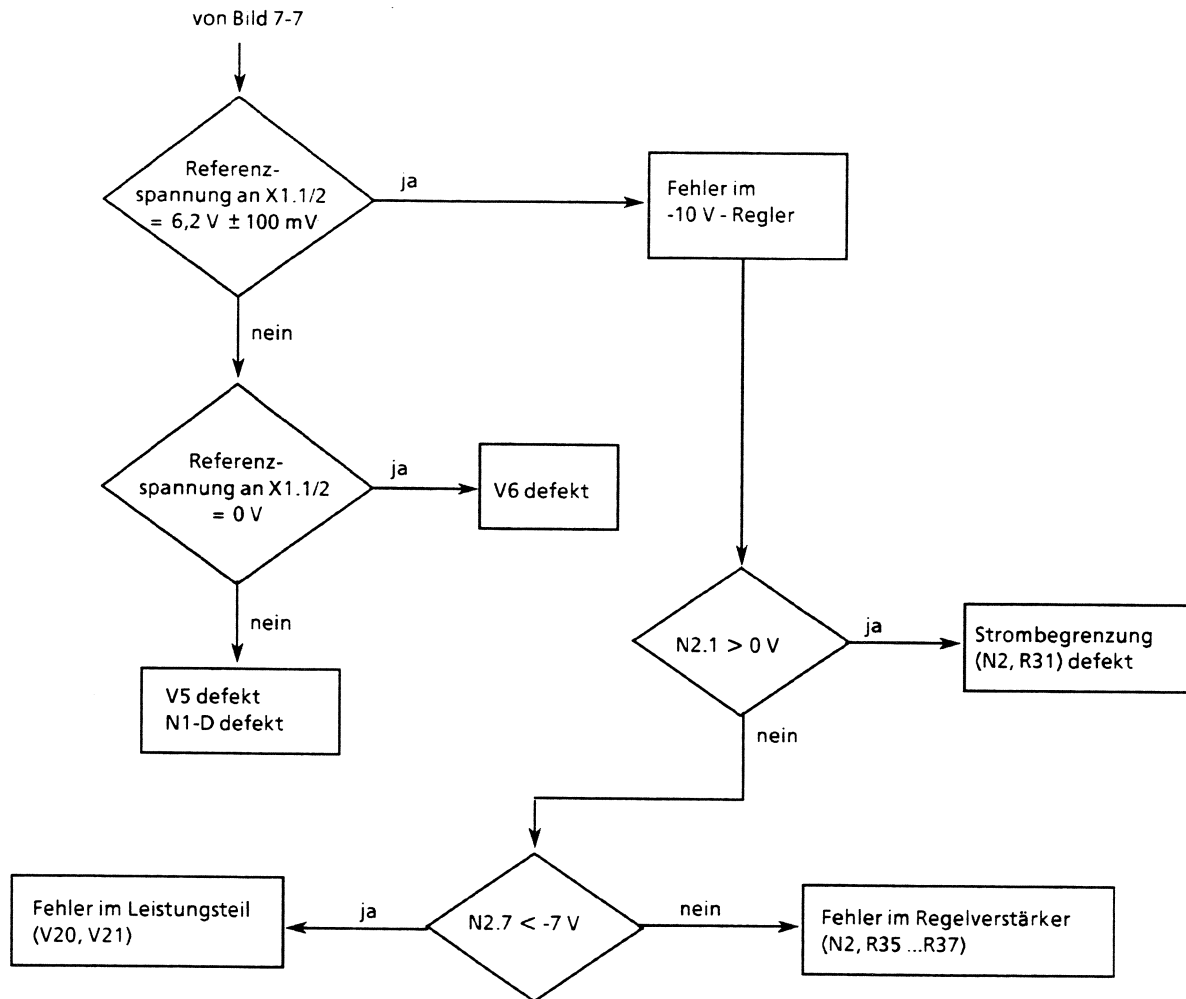 von Bild 7-7
Referenz-
spannung an X1.1/2
= 6,2 V ± 100 mV
ja
Fehler im
-10 V - Regler
nein
Referenz-
spannung an X1.1/2
= 0 V
ja
V6 defekt
nein
V5 defekt
N1-D defekt
N2.1 > 0 V
ja
Strombegrenzung
(N2, R31) defekt
nein
N2.7 < -7 V
ja
Fehler im Leistungsteil
(V20, V21)
nein
Fehler im Regelverstärker
(N2, R35 ...R37)